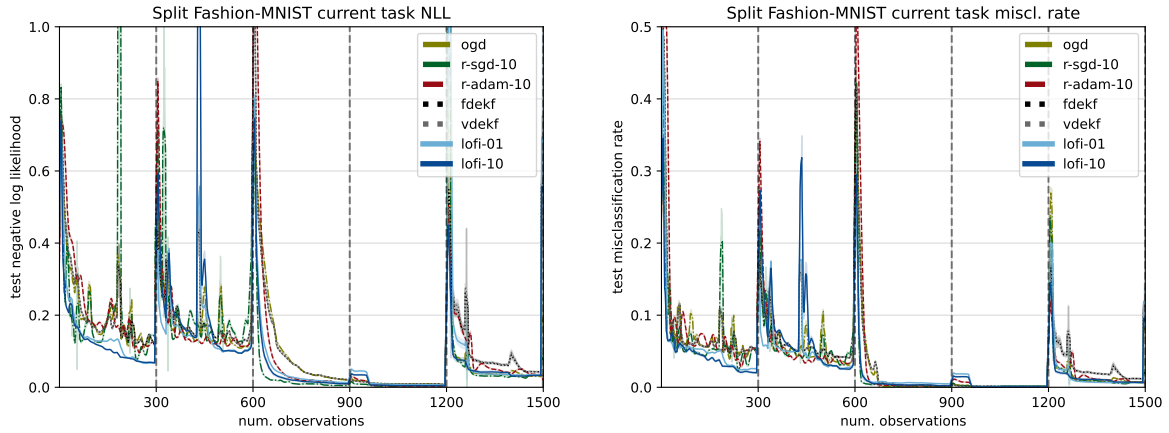 Split Fashion-MNIST current task NLL
test negative log likelihood
1.0
0.8
0.6
0.4
0.2
0.0
ogd
r-sgd-10
r-adam-10
fdekf
vdekf
lofi-01
lofi-10
300
600
900
1200
1500
num. observations
Split Fashion-MNIST current task miscl. rate
test misclassification rate
0.5
0.4
0.3
0.2
0.1
0.0
ogd
r-sgd-10
r-adam-10
fdekf
vdekf
lofi-01
lofi-10
300
600
900
1200
1500
num. observations